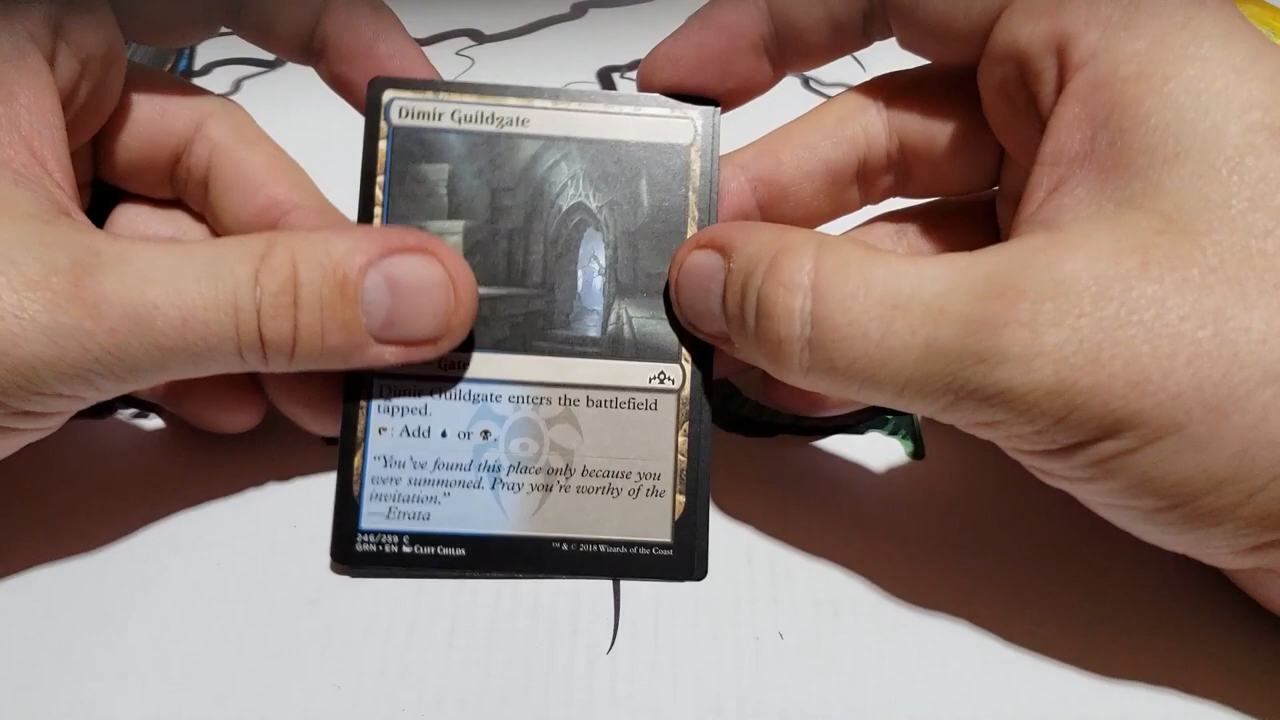 Dimir Guildgate
Gate
Dimir Guildgate enters the battlefield
tapped.
: Add or .
"You've found this place only because you
were summoned. Pray you're worthy of the
invitation."
—Etrata
246/259 C
GRN • EN Cliff Childs
™ & © 2018 Wizards of the Coast